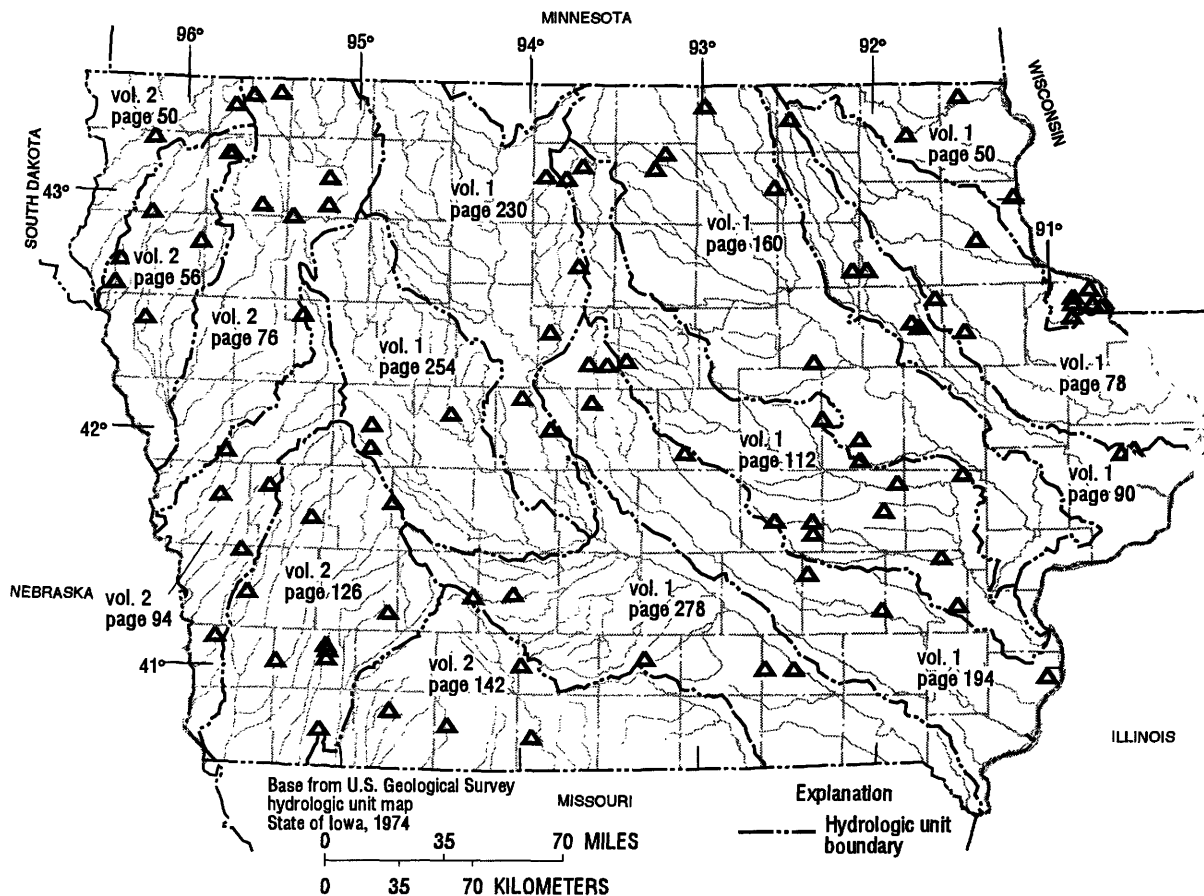 MINNESOTA
96°
95°
94°
93°
92°
WISCONSIN
vol. 2
page 50
vol. 1
page 50
SOUTH DAKOTA
43°
vol. 1
page 230
vol. 1
page 160
91°
vol. 2
page 56
vol. 2
page 76
vol. 1
page 254
vol. 1
page 78
42°
vol. 1
page 112
vol. 1
page 90
NEBRASKA
vol. 2
page 94
vol. 2
page 126
vol. 1
page 278
41°
vol. 2
page 142
vol. 1
page 194
ILLINOIS
Base from U.S. Geological Survey
hydrologic unit map
State of Iowa, 1974
MISSOURI
Explanation
Hydrologic unit
boundary
0 35 70 MILES
0 35 70 KILOMETERS